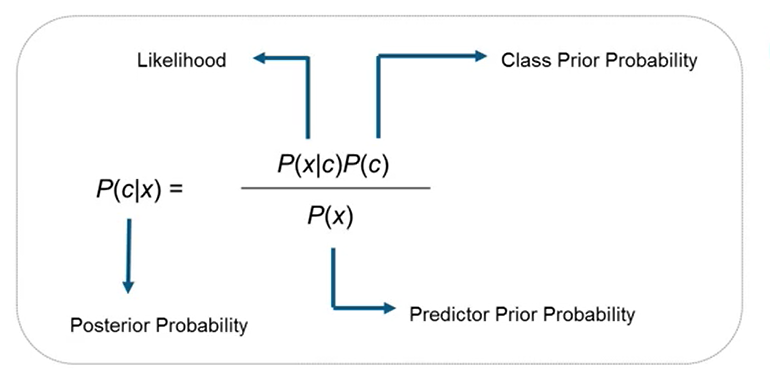 Likelihood
Class Prior Probability
P(x|c)P(c)
P(c|x) =
P(x)
Posterior Probability
Predictor Prior Probability